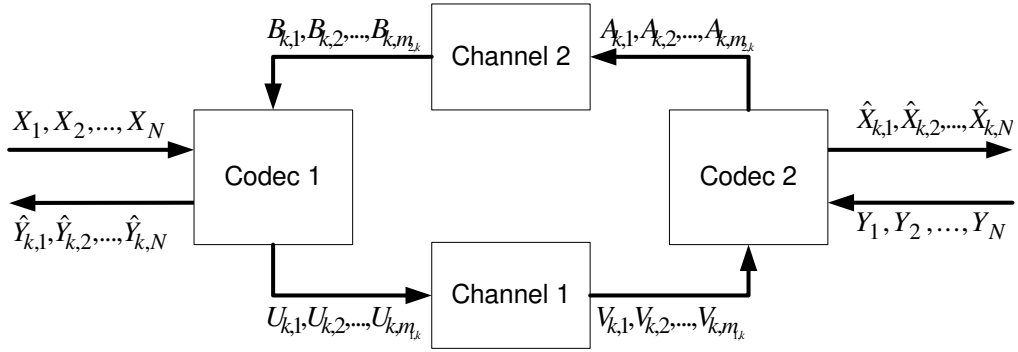 B_{k,1}, B_{k,2}, ..., B_{k,m_{2,k}}
Channel 2
A_{k,1}, A_{k,2}, ..., A_{k,m_{2,k}}
X_1, X_2, ..., X_N
Codec 1
Codec 2
X̂_{k,1}, X̂_{k,2}, ..., X̂_{k,N}
Ŷ_{k,1}, Ŷ_{k,2}, ..., Ŷ_{k,N}
Y_1, Y_2, ..., Y_N
Channel 1
U_{k,1}, U_{k,2}, ..., U_{k,m_{1,k}}
V_{k,1}, V_{k,2}, ..., V_{k,m_{1,k}}